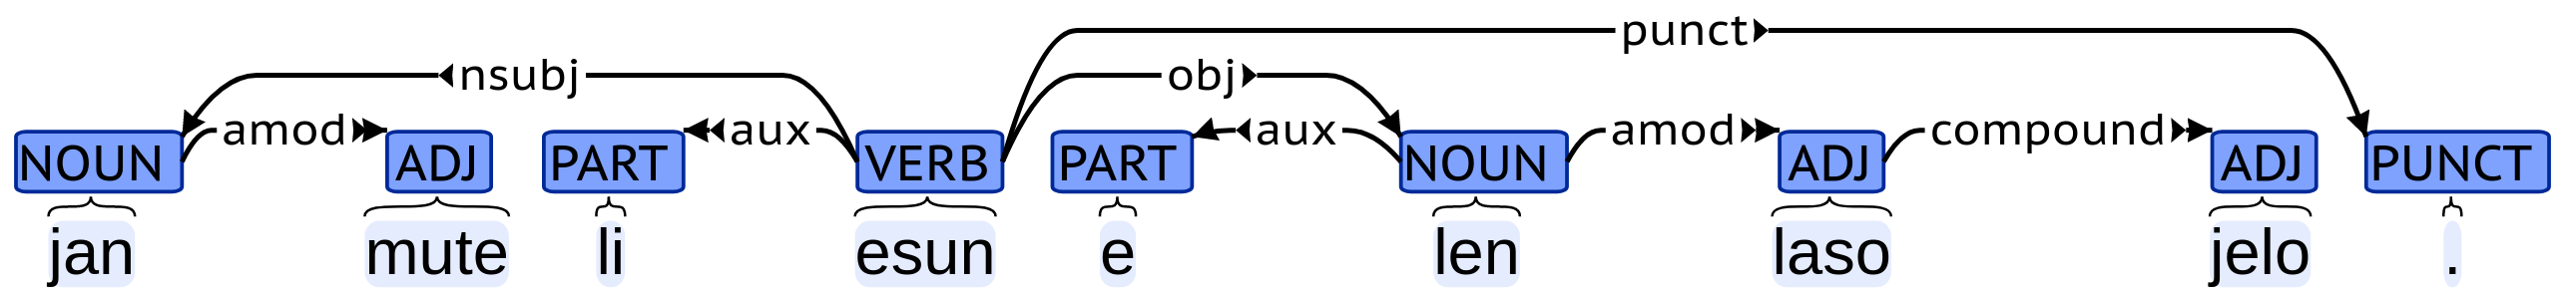 punct
nsubj obj
amod aux aux amod compound
NOUN ADJ PART VERB PART NOUN ADJ ADJ PUNCT
jan mute li esun e len laso jelo .